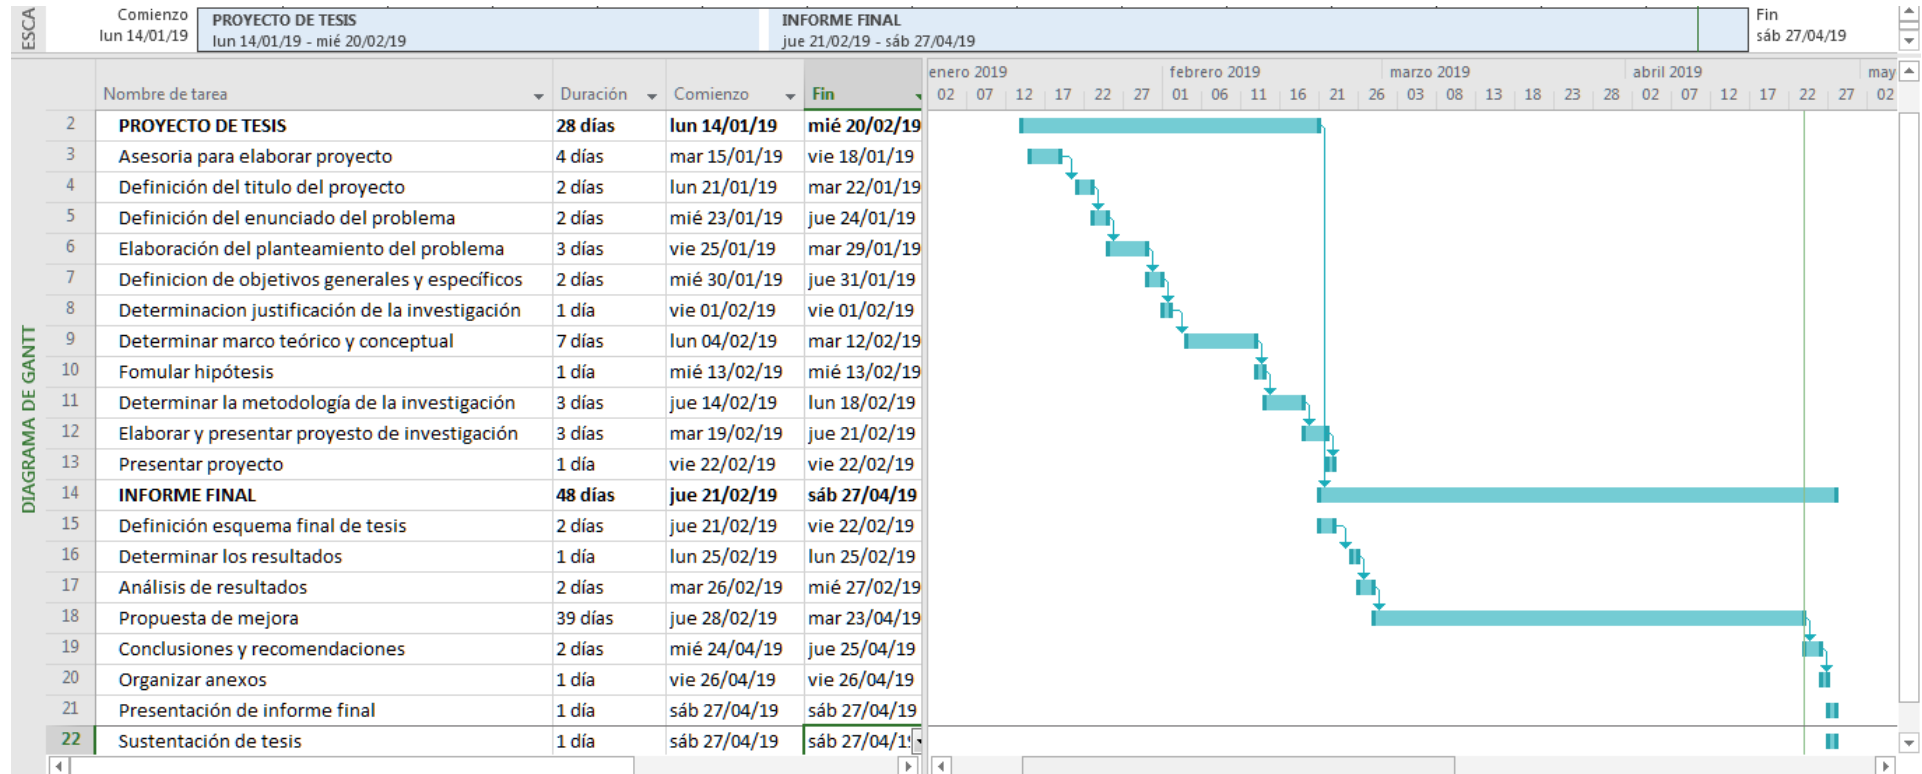 ESCA
Comienzo
lun 14/01/19
PROYECTO DE TESIS
lun 14/01/19 - mié 20/02/19
INFORME FINAL
jue 21/02/19 - sáb 27/04/19
Fin
sáb 27/04/19
DIAGRAMA DE GANTT
Nombre de tarea Duración Comienzo Fin
enero 2019 febrero 2019 marzo 2019 abril 2019 may
02 07 12 17 22 27 01 06 11 16 21 26 03 08 13 18 23 28 02 07 12 17 22 27 02
2 PROYECTO DE TESIS 28 días lun 14/01/19 mié 20/02/19
3 Asesoria para elaborar proyecto 4 días mar 15/01/19 vie 18/01/19
4 Definición del titulo del proyecto 2 días lun 21/01/19 mar 22/01/19
5 Definición del enunciado del problema 2 días mié 23/01/19 jue 24/01/19
6 Elaboración del planteamiento del problema 3 días vie 25/01/19 mar 29/01/19
7 Definicion de objetivos generales y específicos 2 días mié 30/01/19 jue 31/01/19
8 Determinacion justificación de la investigación 1 día vie 01/02/19 vie 01/02/19
9 Determinar marco teórico y conceptual 7 días lun 04/02/19 mar 12/02/19
10 Fomular hipótesis 1 día mié 13/02/19 mié 13/02/19
11 Determinar la metodología de la investigación 3 días jue 14/02/19 lun 18/02/19
12 Elaborar y presentar proyesto de investigación 3 días mar 19/02/19 jue 21/02/19
13 Presentar proyecto 1 día vie 22/02/19 vie 22/02/19
14 INFORME FINAL 48 días jue 21/02/19 sáb 27/04/19
15 Definición esquema final de tesis 2 días jue 21/02/19 vie 22/02/19
16 Determinar los resultados 1 día lun 25/02/19 lun 25/02/19
17 Análisis de resultados 2 días mar 26/02/19 mié 27/02/19
18 Propuesta de mejora 39 días jue 28/02/19 mar 23/04/19
19 Conclusiones y recomendaciones 2 días mié 24/04/19 jue 25/04/19
20 Organizar anexos 1 día vie 26/04/19 vie 26/04/19
21 Presentación de informe final 1 día sáb 27/04/19 sáb 27/04/19
22 Sustentación de tesis 1 día sáb 27/04/19 sáb 27/04/19